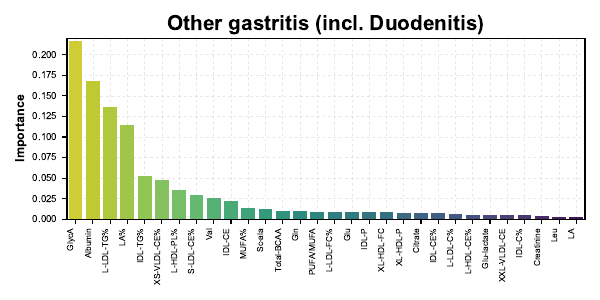 Other gastritis (incl. Duodenitis)
Importance
0.200
0.175
0.150
0.125
0.100
0.075
0.050
0.025
0.000
GlycA
Albumin
L-LDL-TG%
LA%
IDL-TG%
XS-VLDL-CE%
L-HDL-PL%
S-LDL-CE%
Val
IDL-CE
MUFA%
Total-BCAA
Gln
PUFA/MUFA
L-LDL-FC%
Glu
IDL-P
XL-HDL-FC
XL-HDL-P
Citrate
IDL-CE%
L-LDL-C%
L-HDL-CE%
Glu-lactate
XXL-VLDL-CE
IDL-C%
Creatinine
Leu
LA